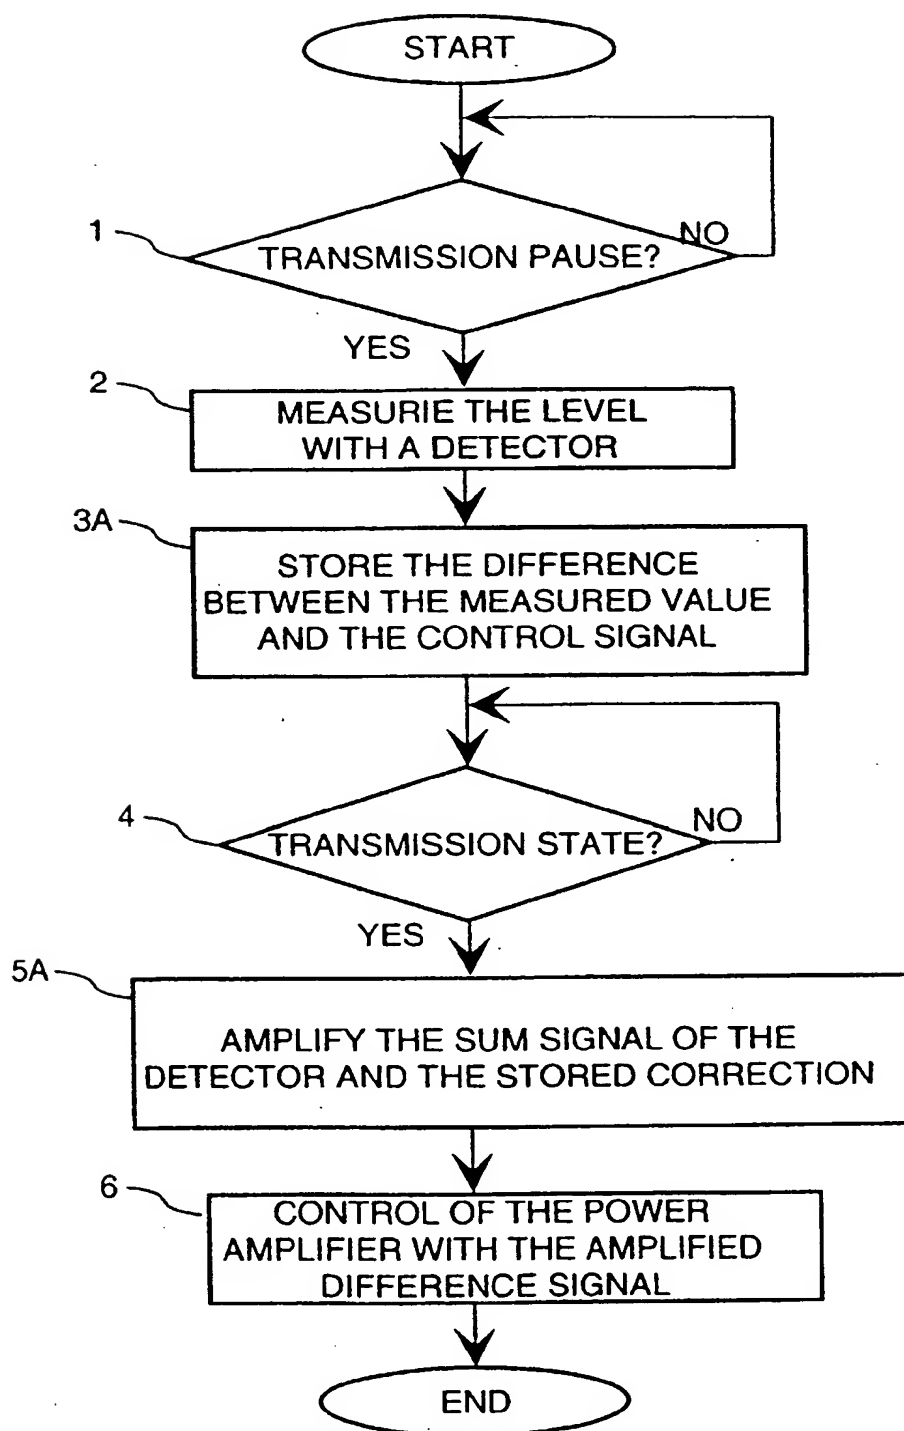 START
NO
1
TRANSMISSION PAUSE?
YES
2
MEASURIE THE LEVEL
WITH A DETECTOR
3A
STORE THE DIFFERENCE
BETWEEN THE MEASURED VALUE
AND THE CONTROL SIGNAL
4
NO
TRANSMISSION STATE?
YES
5A
AMPLIFY THE SUM SIGNAL OF THE
DETECTOR AND THE STORED CORRECTION
6
CONTROL OF THE POWER
AMPLIFIER WITH THE AMPLIFIED
DIFFERENCE SIGNAL
END